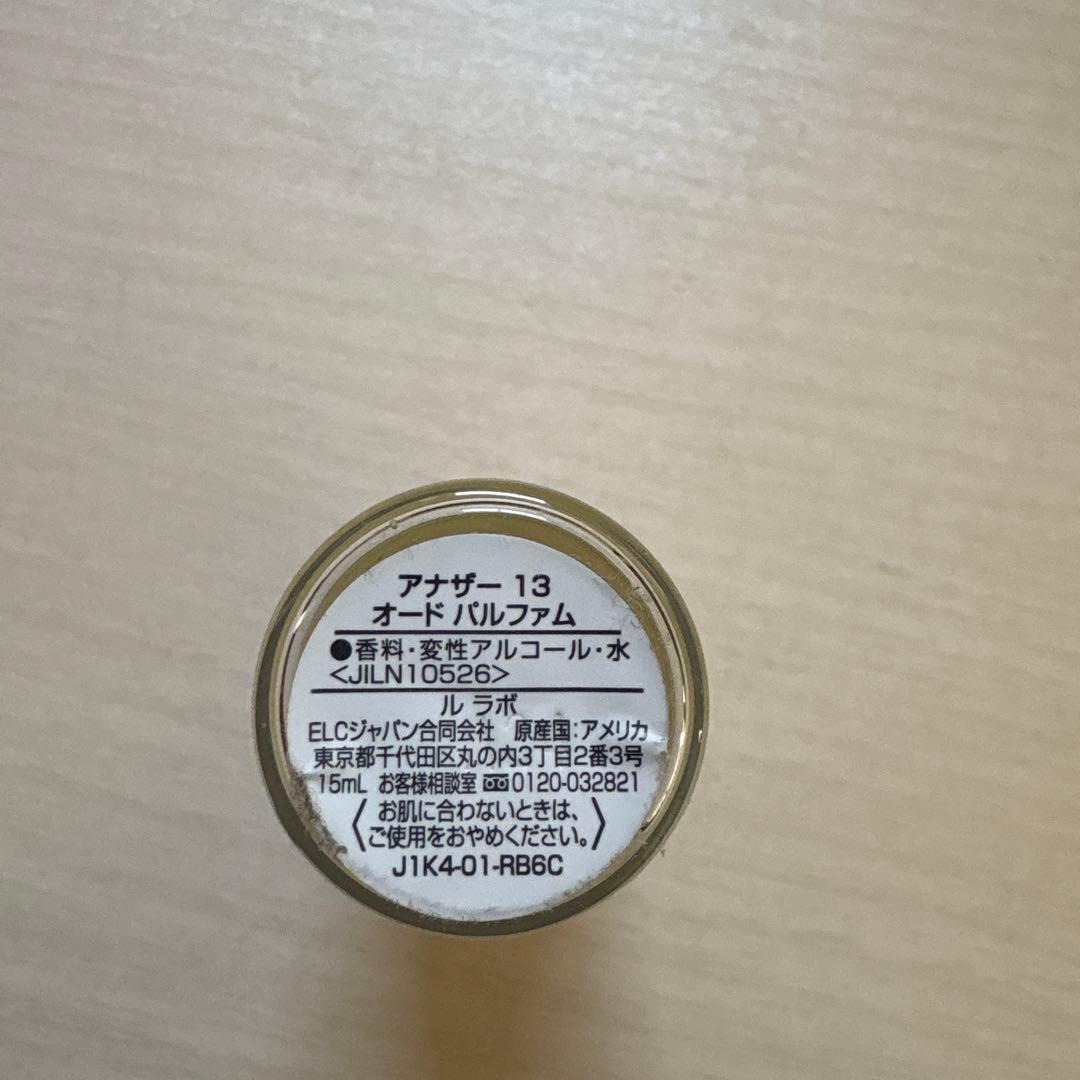 アナザー 13
オード パルファム
●香料・変性アルコール・水
<JILN10526>
ル ラボ
ELCジャパン合同会社 原産国:アメリカ
東京都千代田区丸の内3丁目2番3号
15mL お客様相談室 0120-032821
〈お肌に合わないときは、
ご使用をおやめください。〉
J1K4-01-RB6C